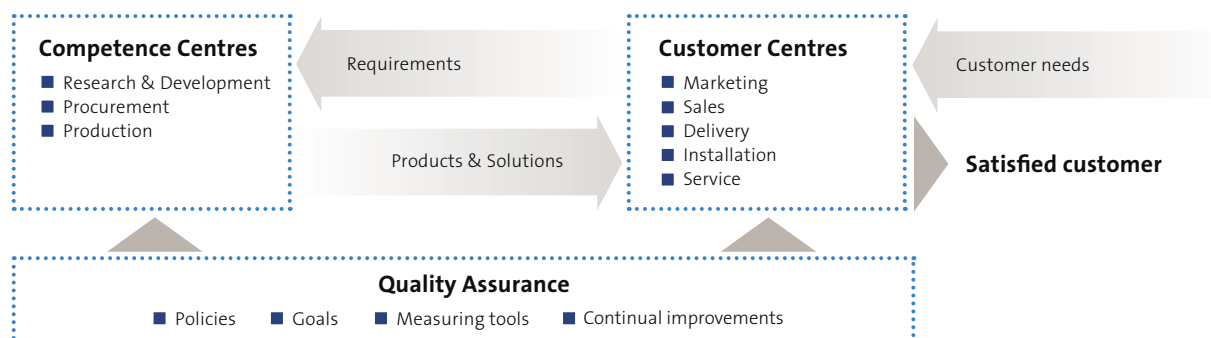 Competence Centres
Research & Development
Procurement
Production
Requirements
Products & Solutions
Customer Centres
Marketing
Sales
Delivery
Installation
Service
Customer needs
Satisfied customer
Quality Assurance
Policies Goals Measuring tools Continual improvements